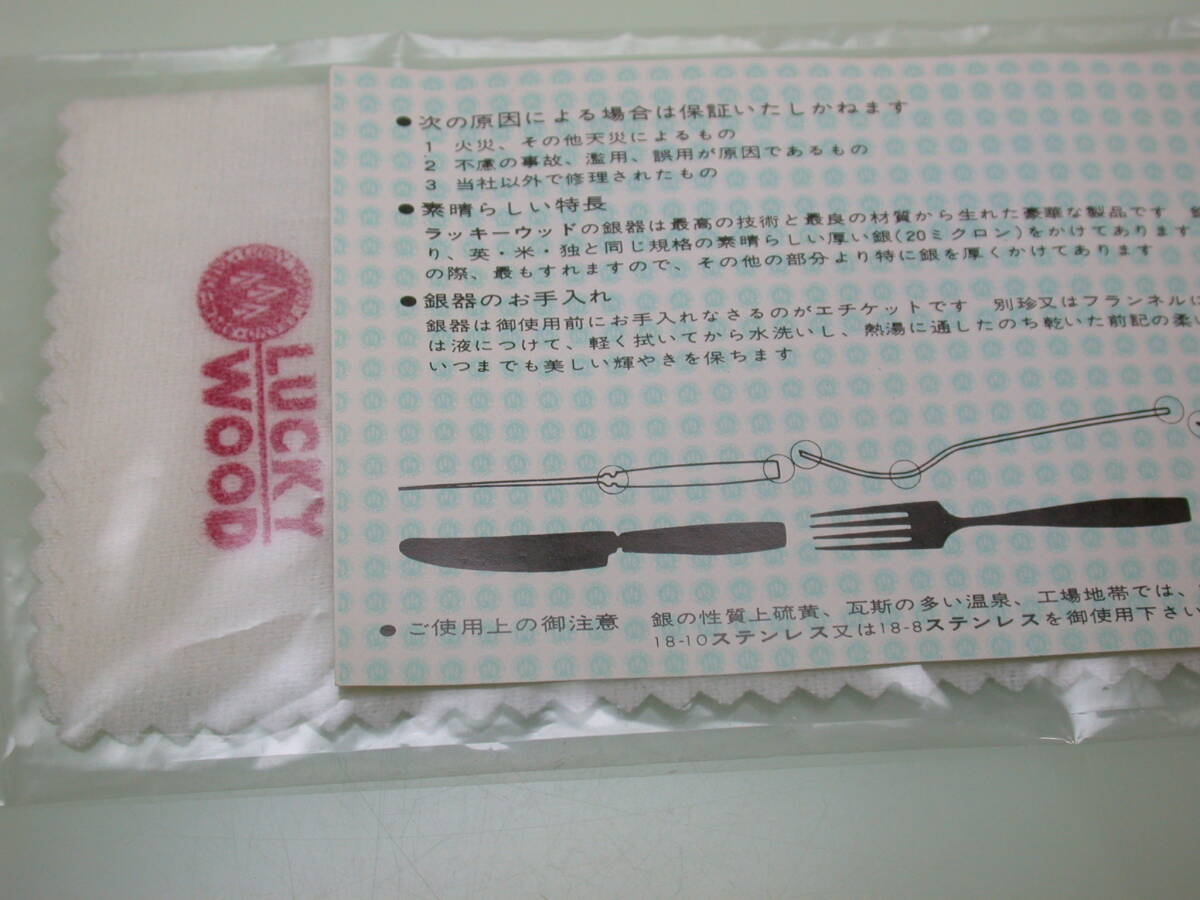 LUCKY
WOOD
●次の原因による場合は保証いたしかねます
1 火災、その他天災によるもの
2 不慮の事故、濫用、誤用が原因であるもの
3 当社以外で修理されたもの
●素晴らしい特長
ラッキーウッドの銀器は最高の技術と最良の材質から生れた豪華な製品です
り、英・米・独と同じ規格の素晴らしい厚い銀(20ミクロン)をかけてあります
の際、最もすれますので、その他の部分より特に銀を厚くかけてあります
●銀器のお手入れ
銀器は御使用前にお手入れなさるのがエチケットです 別珍又はフランネル
は液につけて、軽く拭いてから水洗いし、熱湯に通したのち乾いた前記の柔
いつまでも美しい輝やきを保ちます
●ご使用上の御注意 銀の性質上硫黄、瓦斯の多い温泉、工場地帯では、
18-10ステンレス又は18-8ステンレスを御使用下さい